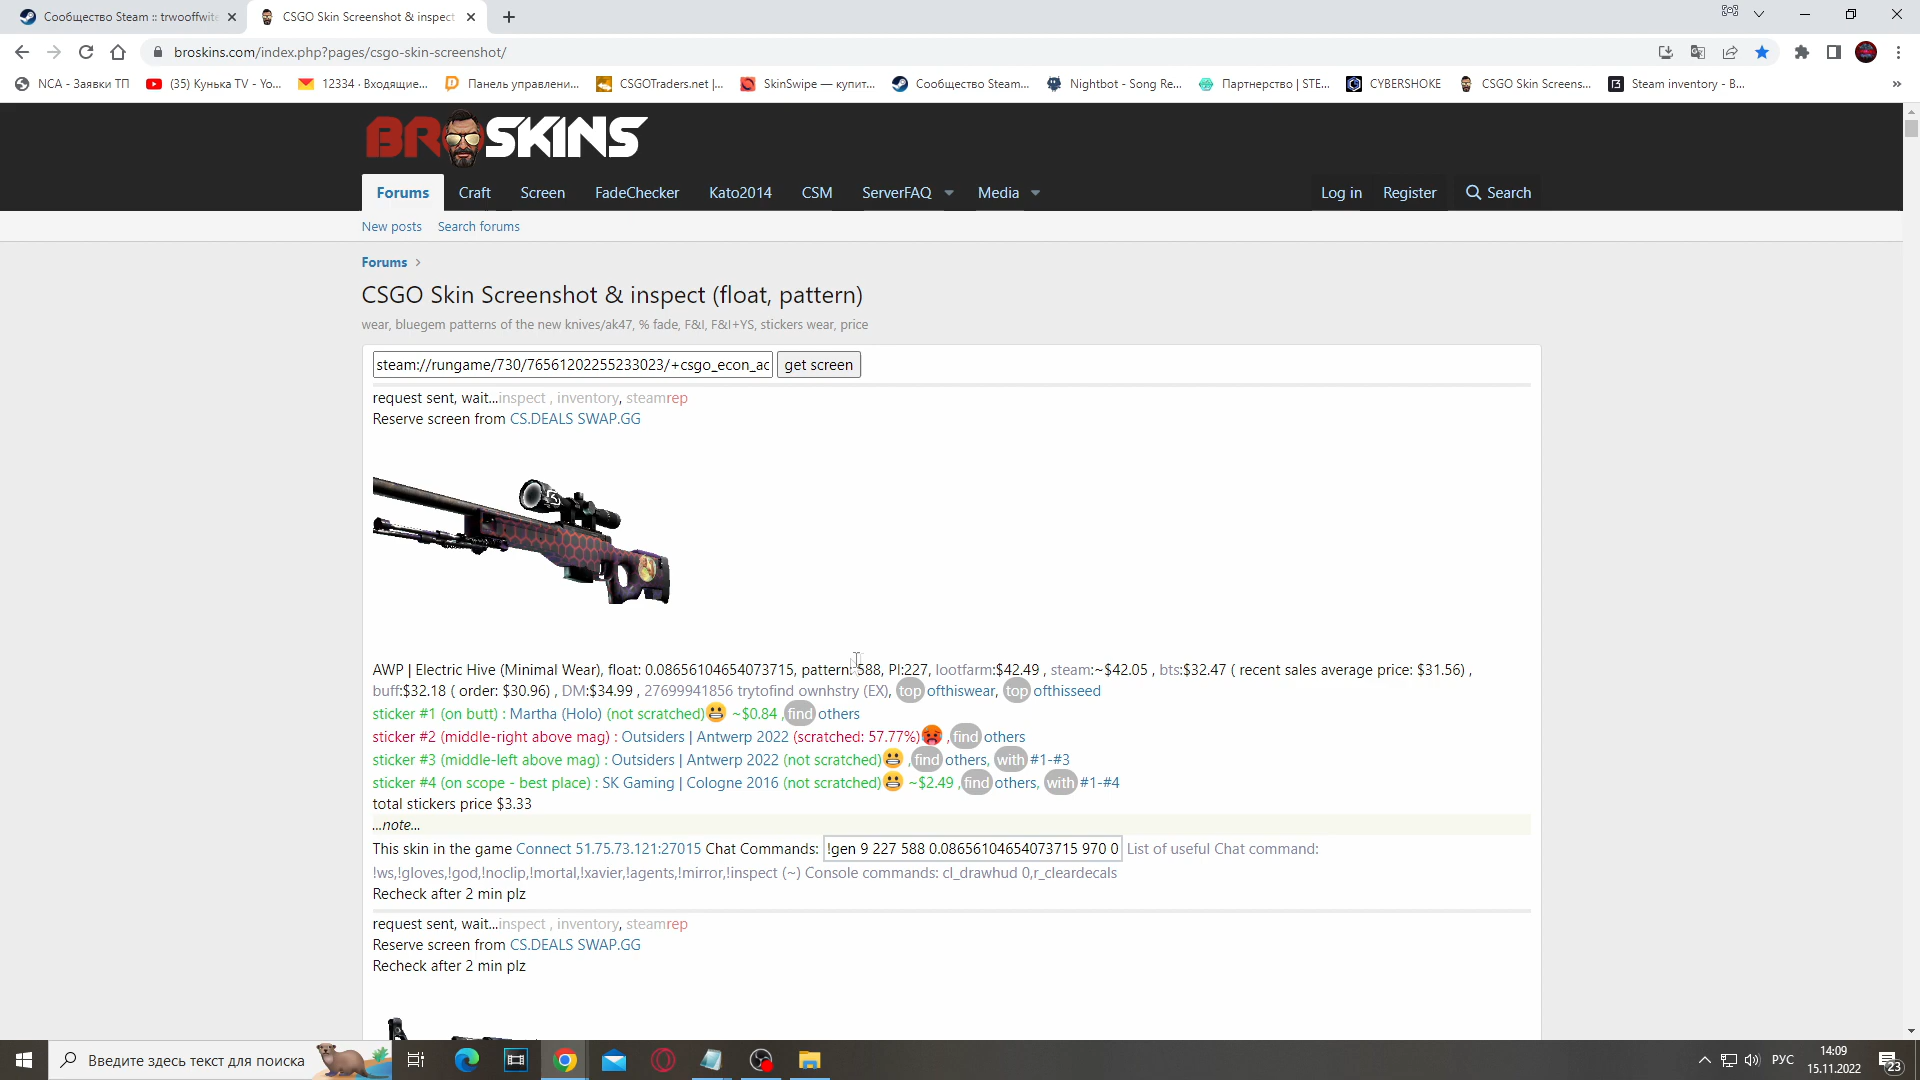 Сообщество Steam :: trwooffwite
CSGO Skin Screenshot & inspect
broskins.com/index.php?pages/csgo-skin-screenshot/
NCA - Заявки ТП
(35) Кунька TV - Yo...
12334 · Входящие...
Панель управлени...
CSGOTraders.net |...
SkinSwipe — купит...
Сообщество Steam...
Nightbot - Song Re...
Партнерство | STE...
CYBERSHOKE
CSGO Skin Screens...
Steam inventory - B...
BROSKINS
Forums Craft Screen FadeChecker Kato2014 CSM ServerFAQ Media Log in Register Search
New posts Search forums
Forums
CSGO Skin Screenshot & inspect (float, pattern)
wear, bluegem patterns of the new knives/ak47, % fade, F&I, F&I+YS, stickers wear, price
steam://rungame/730/76561202255233023/+csgo_econ_ac get screen
request sent, wait...inspect , inventory, steamrep
Reserve screen from CS.DEALS SWAP.GG
AWP | Electric Hive (Minimal Wear), float: 0.08656104654073715, pattern: 588, PI:227, lootfarm:$42.49 , steam:~$42.05 , bts:$32.47 ( recent sales average price: $31.56) ,
buff:$32.18 ( order: $30.96) , DM:$34.99 , 27699941856 trytofind ownhstry (EX), top ofthiswear, top ofthisseed
sticker #1 (on butt) : Martha (Holo) (not scratched) ~$0.84 ,find others
sticker #2 (middle-right above mag) : Outsiders | Antwerp 2022 (scratched: 57.77%) ,find others
sticker #3 (middle-left above mag) : Outsiders | Antwerp 2022 (not scratched) ,find others, with #1-#3
sticker #4 (on scope - best place) : SK Gaming | Cologne 2016 (not scratched) ~$2.49 ,find others, with #1-#4
total stickers price $3.33
...note...
This skin in the game Connect 51.75.73.121:27015 Chat Commands: !gen 9 227 588 0.08656104654073715 970 0 List of useful Chat command:
!ws,!gloves,!god,!noclip,!mortal,!xavier,!agents,!mirror,!inspect (~) Console commands: cl_drawhud 0,r_cleardecals
Recheck after 2 min plz
request sent, wait...inspect , inventory, steamrep
Reserve screen from CS.DEALS SWAP.GG
Recheck after 2 min plz
Введите здесь текст для поиска
РУС
14:09
15.11.2022
23